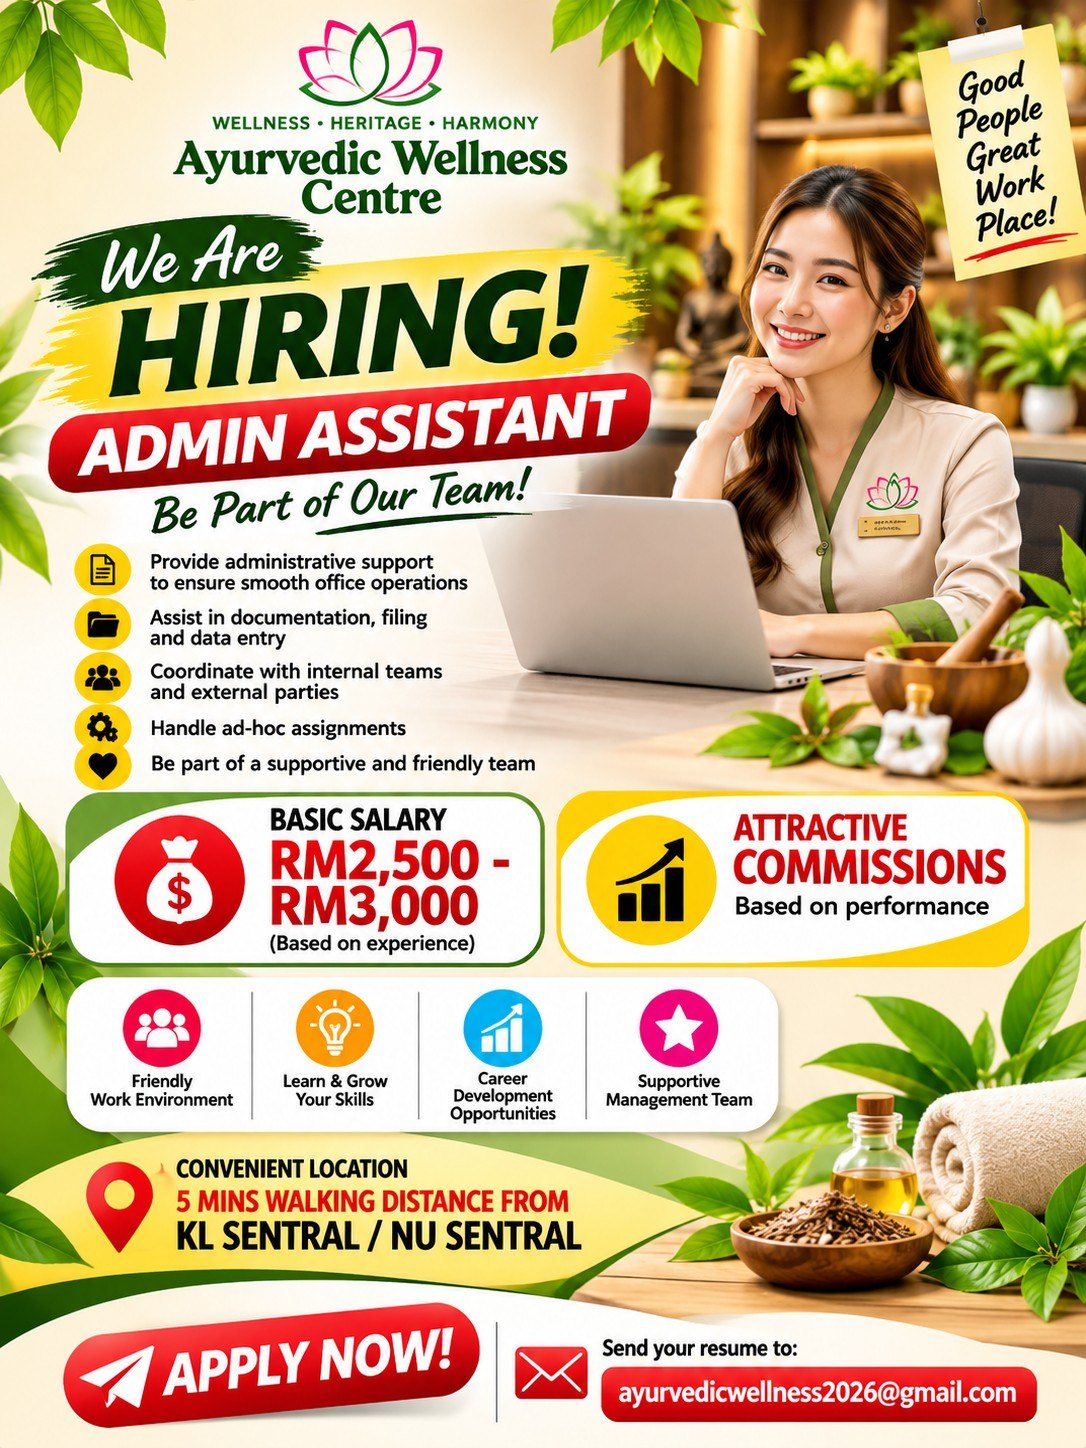 WELLNESS • HERITAGE • HARMONY
Ayurvedic Wellness
Centre
Good
People
Great
Work
Place!
We Are
HIRING!
ADMIN ASSISTANT
Be Part of Our Team!
Provide administrative support
to ensure smooth office operations
Assist in documentation, filing
and data entry
Coordinate with internal teams
and external parties
Handle ad-hoc assignments
Be part of a supportive and friendly team
$
BASIC SALARY
RM2,500 -
RM3,000
(Based on experience)
ATTRACTIVE
COMMISSIONS
Based on performance
Friendly
Work Environment
Learn & Grow
Your Skills
Career
Development
Opportunities
Supportive
Management Team
CONVENIENT LOCATION
5 MINS WALKING DISTANCE FROM
KL SENTRAL / NU SENTRAL
APPLY NOW!
Send your resume to:
ayurvedicwellness2026@gmail.com